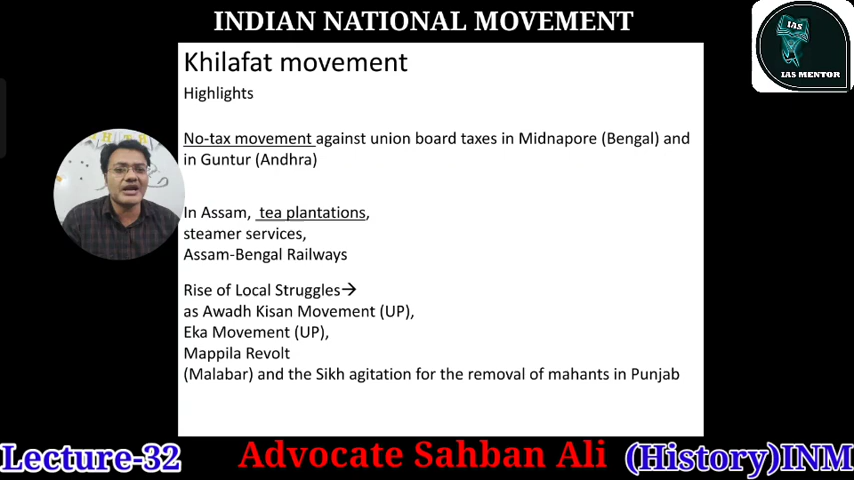 INDIAN NATIONAL MOVEMENT
IAS
IAS MENTOR
Khilafat movement
Highlights
No-tax movement against union board taxes in Midnapore (Bengal) and
in Guntur (Andhra)
In Assam, tea plantations,
steamer services,
Assam-Bengal Railways
Rise of Local Struggles→
as Awadh Kisan Movement (UP),
Eka Movement (UP),
Mappila Revolt
(Malabar) and the Sikh agitation for the removal of mahants in Punjab
Lecture-32 Advocate Sahban Ali (History)INM